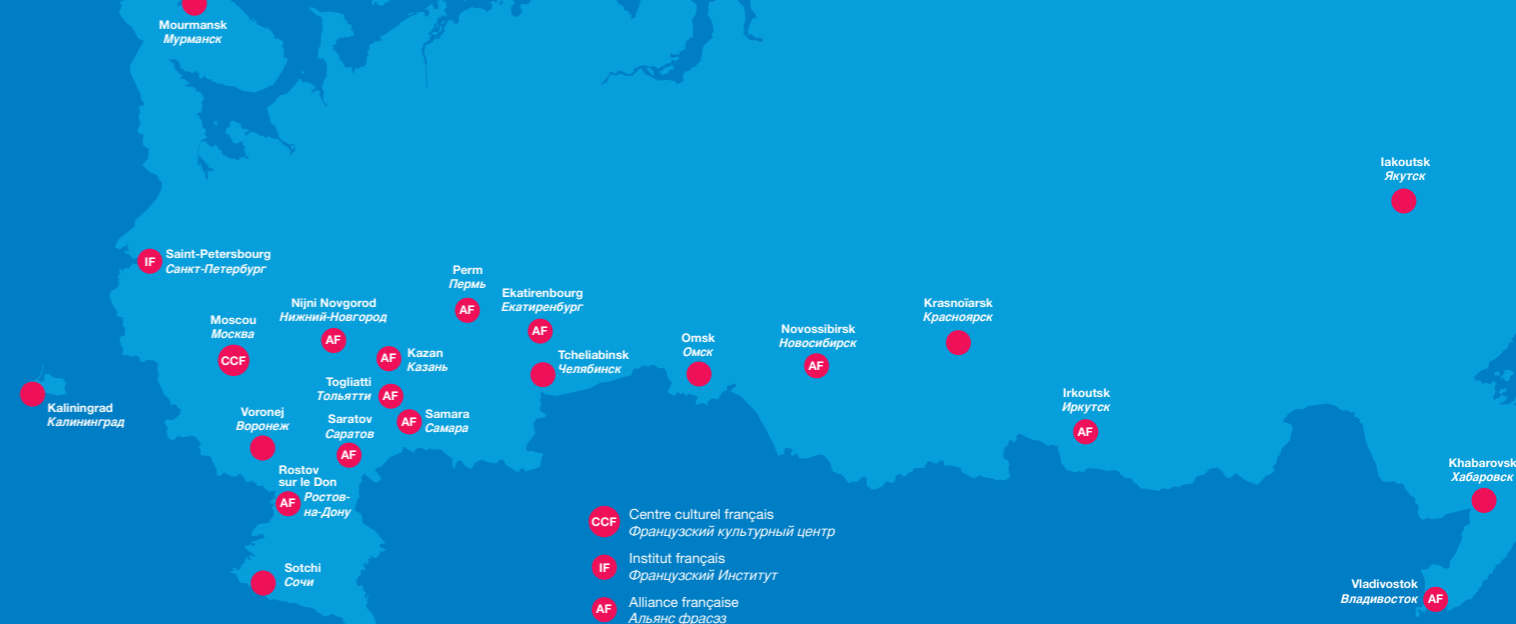 Mourmansk
Мурманск
Iakoutsk
Якутск
IF
Saint-Petersbourg
Санкт-Петербург
Perm
Пермь
AF
Ekatirenbourg
Екатиренбург
AF
Nijni Novgorod
Нижний-Новгород
AF
Moscou
Москва
CCF
Krasnoïarsk
Красноярск
Novossibirsk
Новосибирск
AF
Omsk
Омск
AF
Kazan
Казань
Tcheliabinsk
Челябинск
Togliatti
Тольятти
AF
Irkoutsk
Иркутск
AF
Kaliningrad
Калининград
Voronej
Воронеж
AF
Samara
Самара
Saratov
Саратов
AF
Rostov
sur le Don
AF
Ростов-
на-Дону
Khabarovsk
Хабаровск
CCF
Centre culturel français
Французский культурный центр
IF
Institut français
Французский Институт
Sotchi
Сочи
Vladivostok
Владивосток
AF
AF
Alliance française
Альянс фрасэз